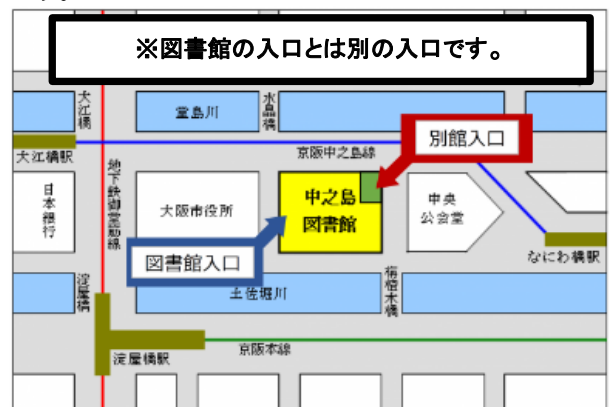 ※図書館の入口とは別の入口です。
大江橋
堂島川
水晶橋
別館入口
大江橋駅
京阪中之島線
地下鉄御堂筋線
日本銀行
大阪市役所
中之島
図書館
中央
公会堂
図書館入口
なにわ橋駅
淀屋橋
土佐堀川
栴檀木橋
淀屋橋駅
京阪本線